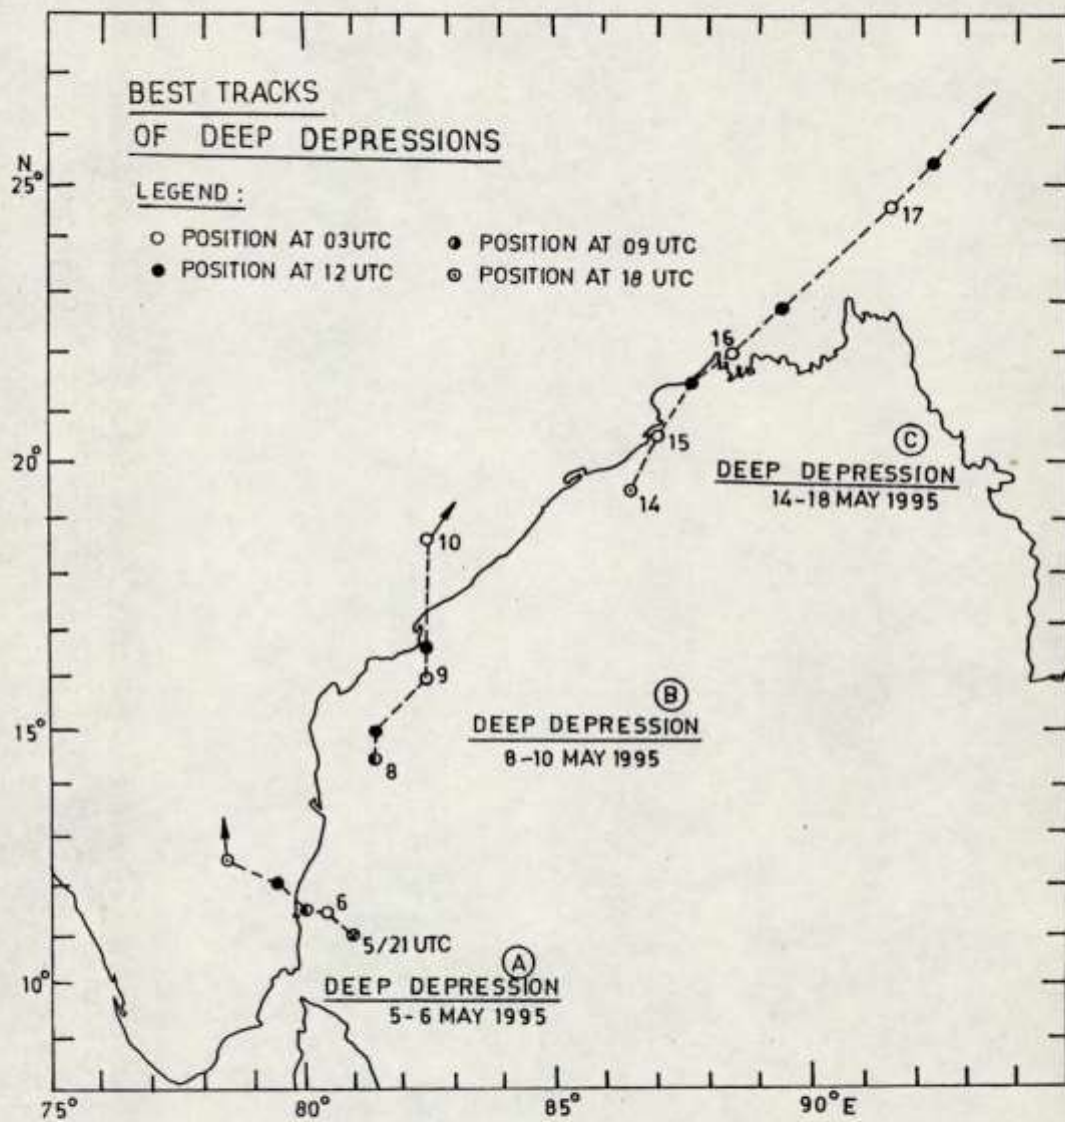 BEST TRACKS
OF DEEP DEPRESSIONS
LEGEND :
POSITION AT 03 UTC
POSITION AT 09 UTC
POSITION AT 12 UTC
POSITION AT 18 UTC
N
25°
20°
15°
10°
75°
80°
85°
90°E
17
16
15
14
C
DEEP DEPRESSION
14-18 MAY 1995
10
9
8
B
DEEP DEPRESSION
8-10 MAY 1995
6
5/21 UTC
A
DEEP DEPRESSION
5-6 MAY 1995